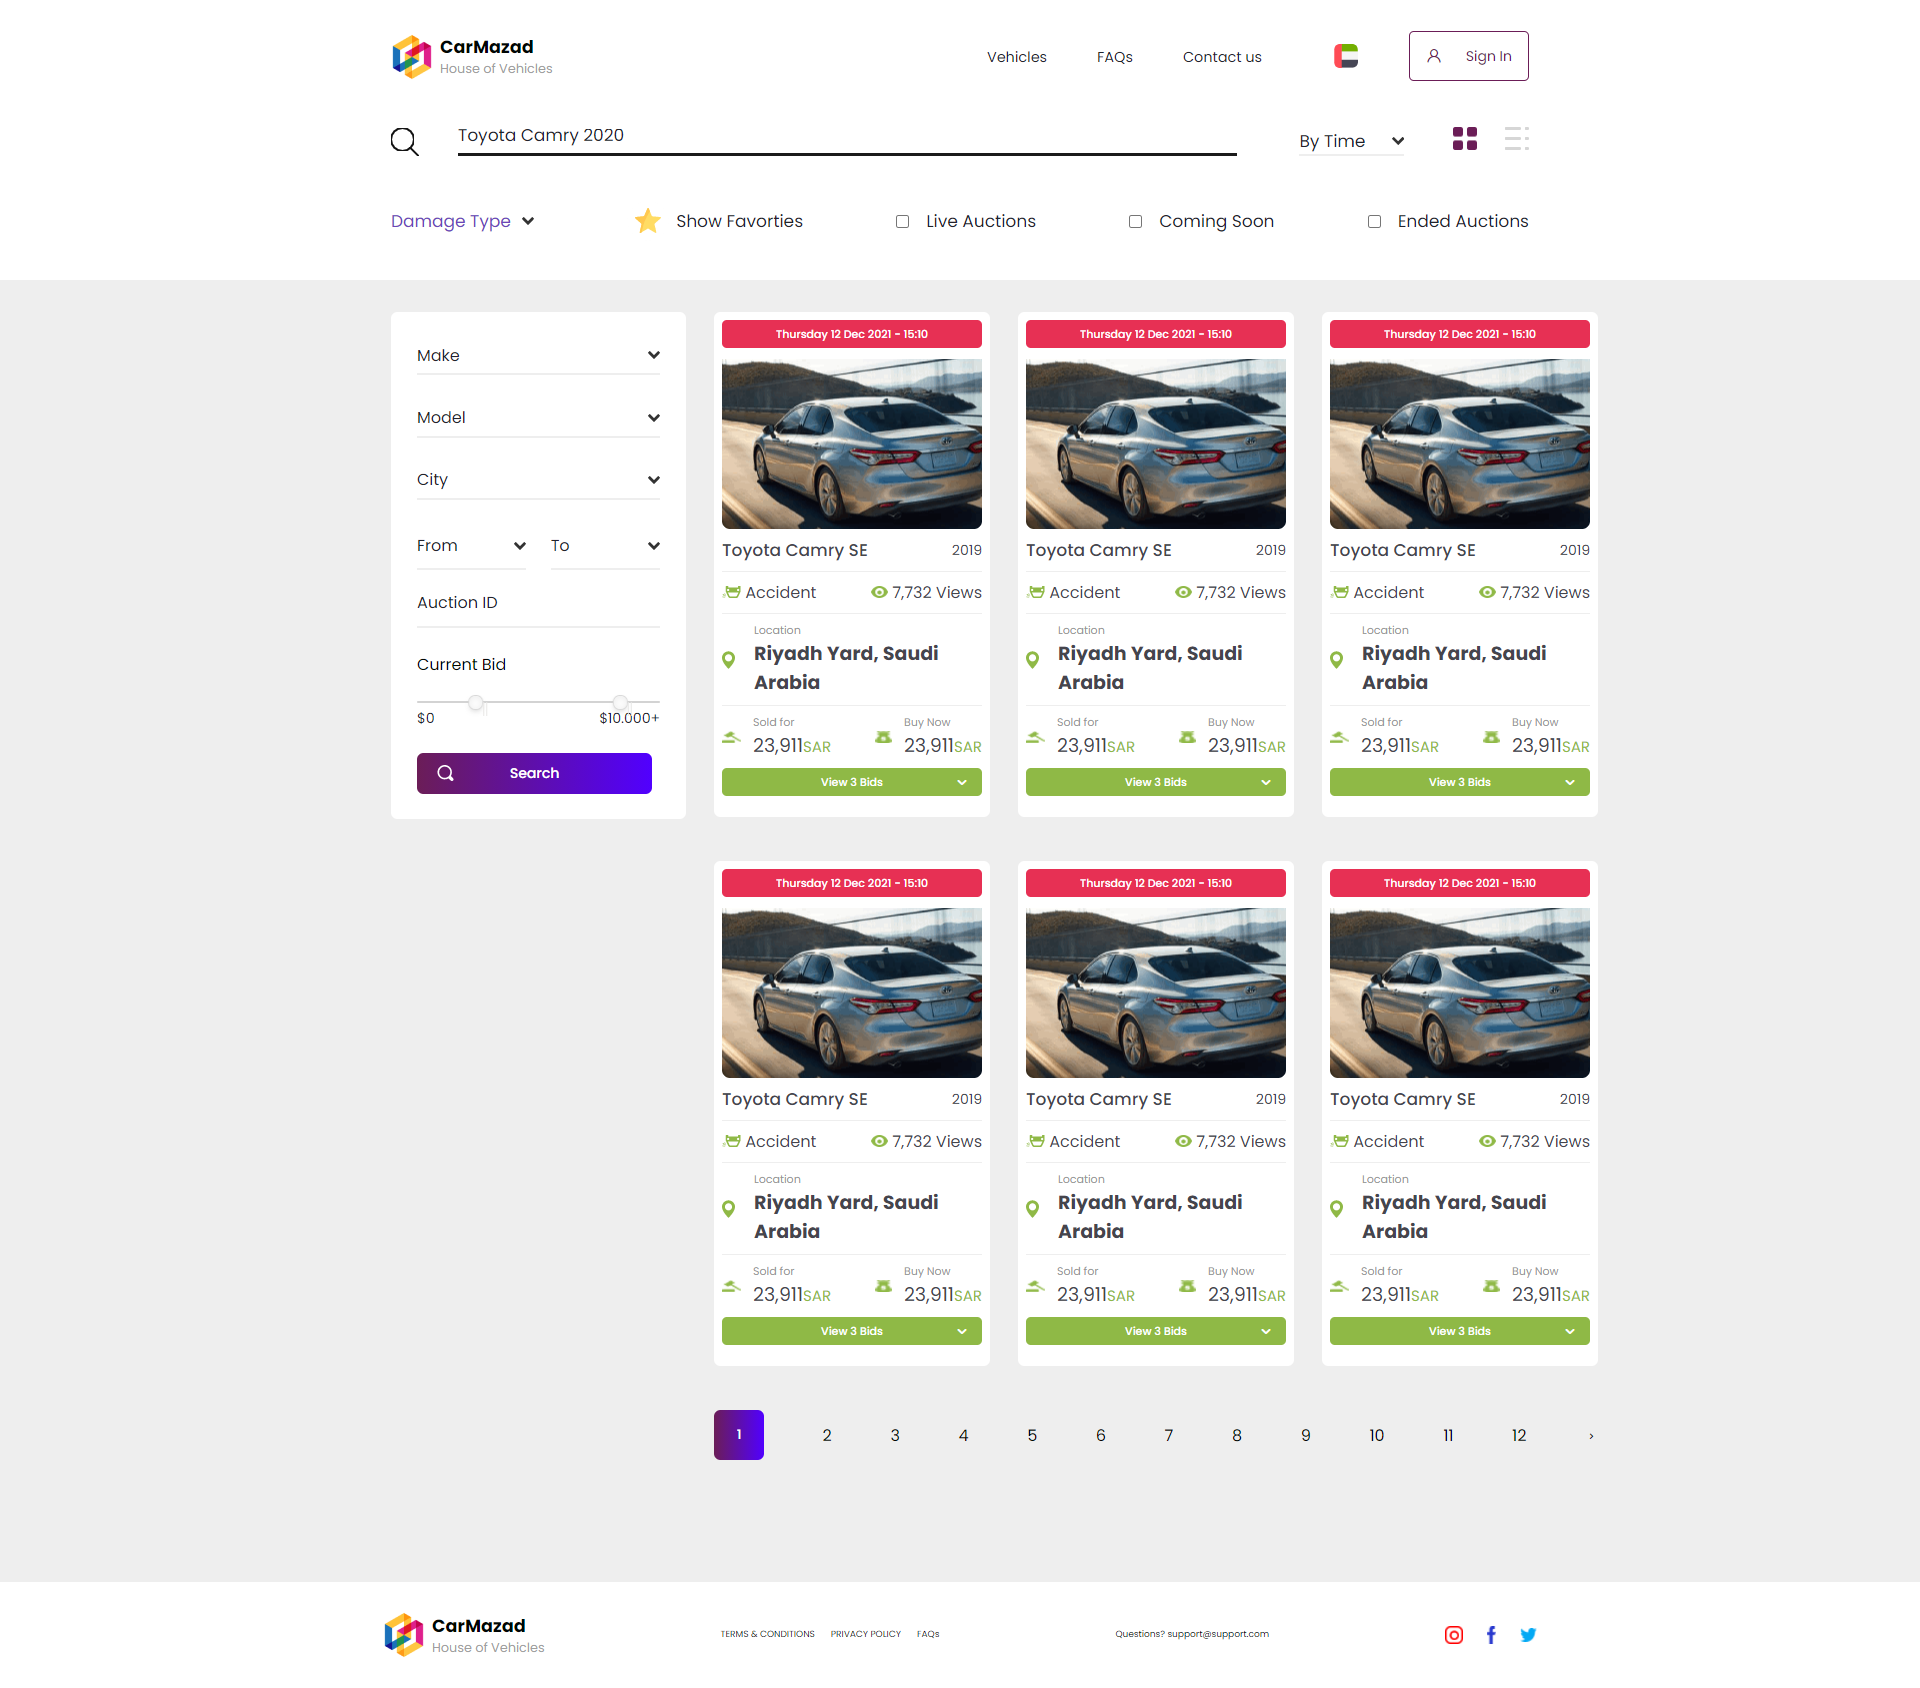 CarMazad
House of Vehicles
Vehicles
FAQs
Contact us
Sign In
Toyota Camry 2020
By Time
Damage Type
Show Favorties
Live Auctions
Coming Soon
Ended Auctions
Make
Model
City
From
To
Auction ID
Current Bid
$0
$10.000+
Search
Thursday 12 Dec 2021 - 15:10
Toyota Camry SE
2019
Accident
7,732 Views
Location
Riyadh Yard, Saudi
Arabia
Sold for
Buy Now
23,911SAR
23,911SAR
View 3 Bids
Thursday 12 Dec 2021 - 15:10
Toyota Camry SE
2019
Accident
7,732 Views
Location
Riyadh Yard, Saudi
Arabia
Sold for
Buy Now
23,911SAR
23,911SAR
View 3 Bids
Thursday 12 Dec 2021 - 15:10
Toyota Camry SE
2019
Accident
7,732 Views
Location
Riyadh Yard, Saudi
Arabia
Sold for
Buy Now
23,911SAR
23,911SAR
View 3 Bids
Thursday 12 Dec 2021 - 15:10
Toyota Camry SE
2019
Accident
7,732 Views
Location
Riyadh Yard, Saudi
Arabia
Sold for
Buy Now
23,911SAR
23,911SAR
View 3 Bids
Thursday 12 Dec 2021 - 15:10
Toyota Camry SE
2019
Accident
7,732 Views
Location
Riyadh Yard, Saudi
Arabia
Sold for
Buy Now
23,911SAR
23,911SAR
View 3 Bids
Thursday 12 Dec 2021 - 15:10
Toyota Camry SE
2019
Accident
7,732 Views
Location
Riyadh Yard, Saudi
Arabia
Sold for
Buy Now
23,911SAR
23,911SAR
View 3 Bids
1 2 3 4 5 6 7 8 9 10 11 12 ›
CarMazad
House of Vehicles
TERMS & CONDITIONS
PRIVACY POLICY
FAQs
Questions? support@support.com